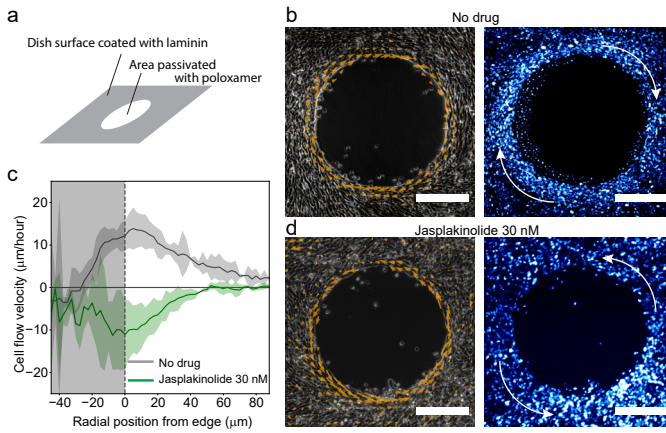 a
Dish surface coated with laminin
Area passivated
with poloxamer
b
No drug
c
Cell flow velocity (μm/hour)
20
10
0
−10
−20
No drug
Jasplakinolide 30 nM
−40
−20
0
20
40
60
80
Radial position from edge (μm)
d
Jasplakinolide 30 nM